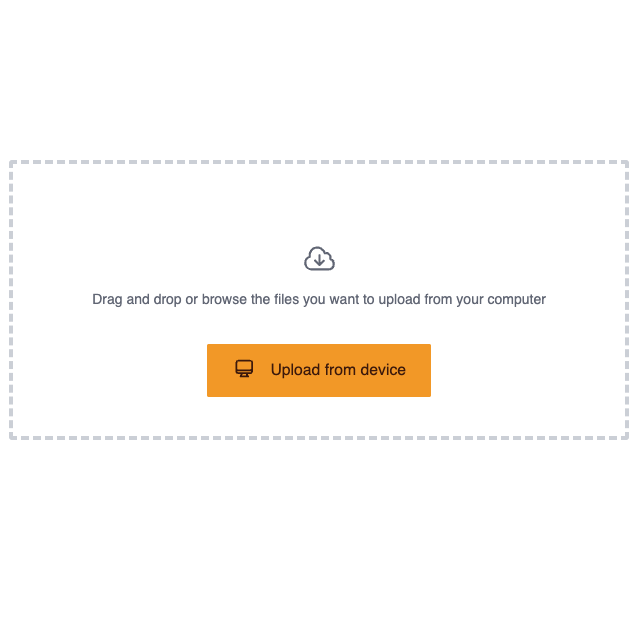 Drag and drop or browse the files you want to upload from your computer
Upload from device